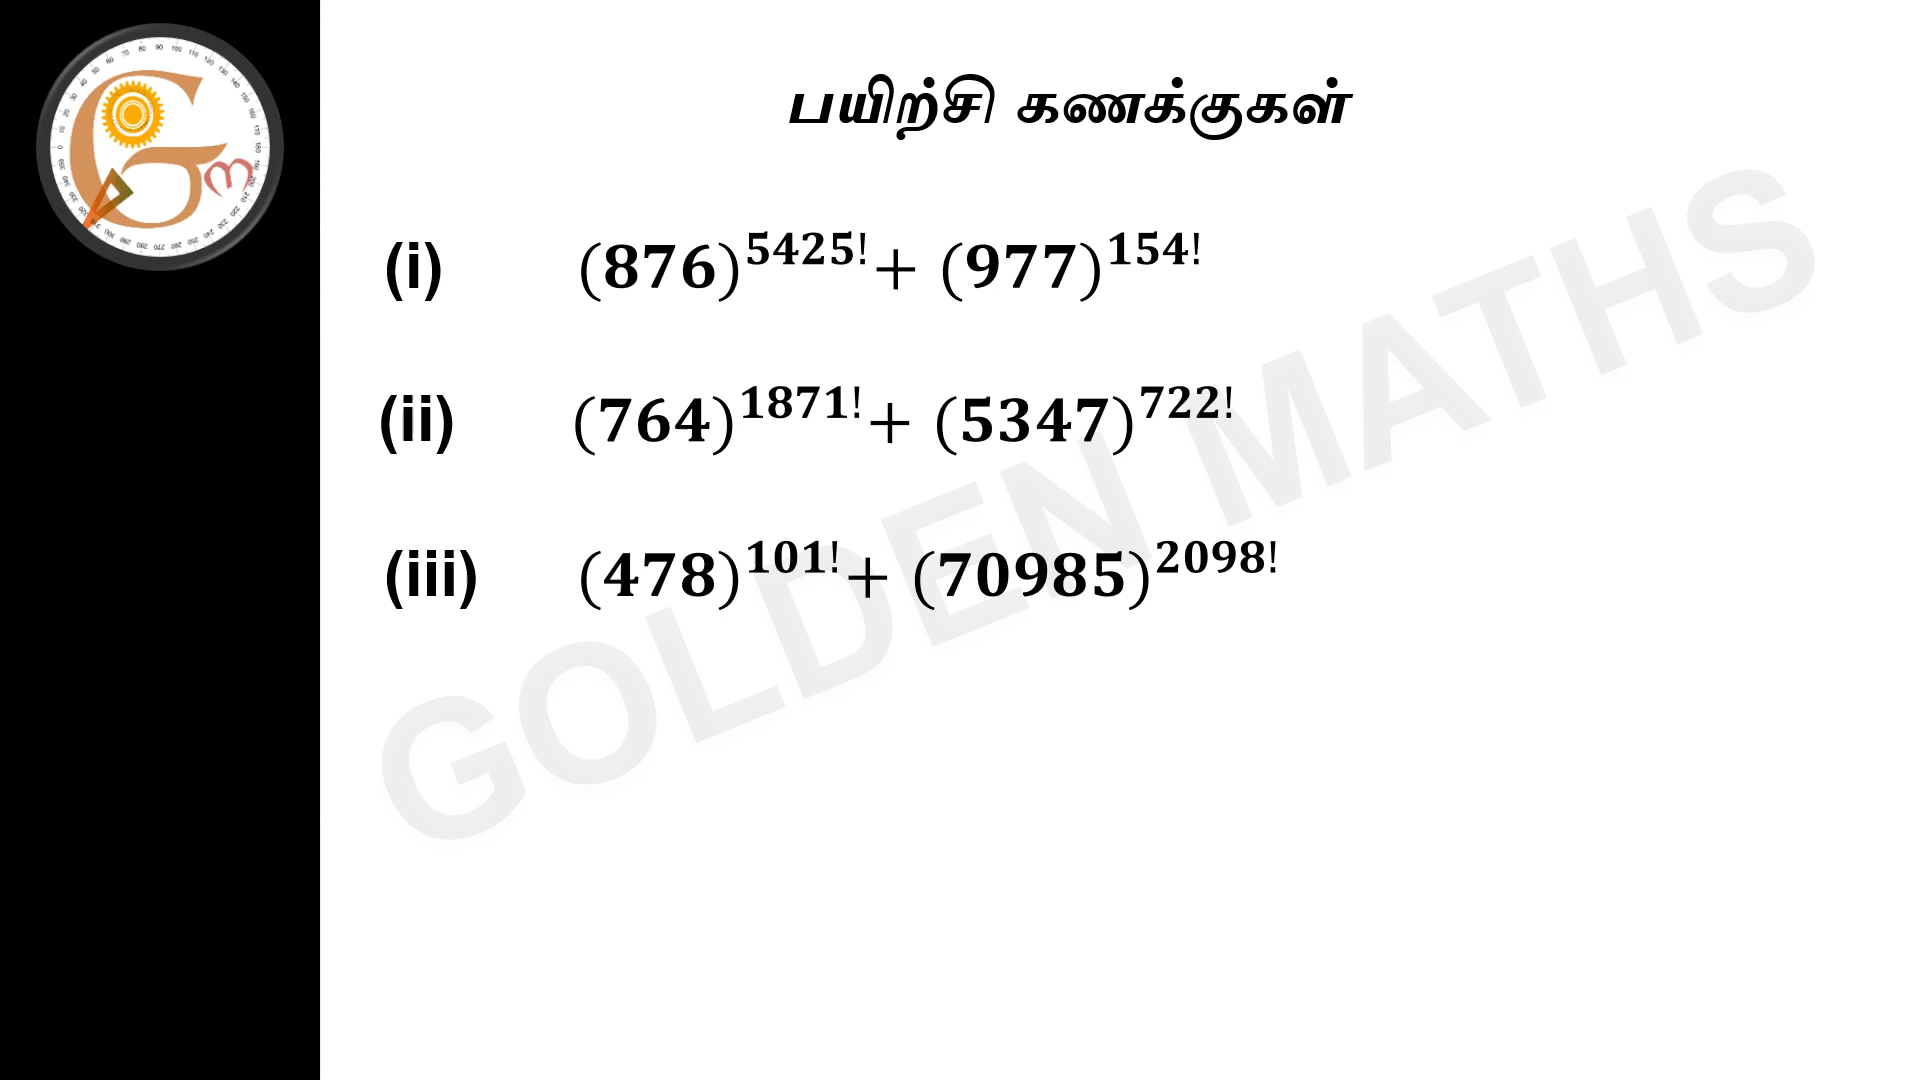 பயிற்சி கணக்குகள்
(i) (876)^5425! + (977)^154!
(ii) (764)^1871! + (5347)^722!
(iii) (478)^101! + (70985)^2098!
GOLDEN MATHS